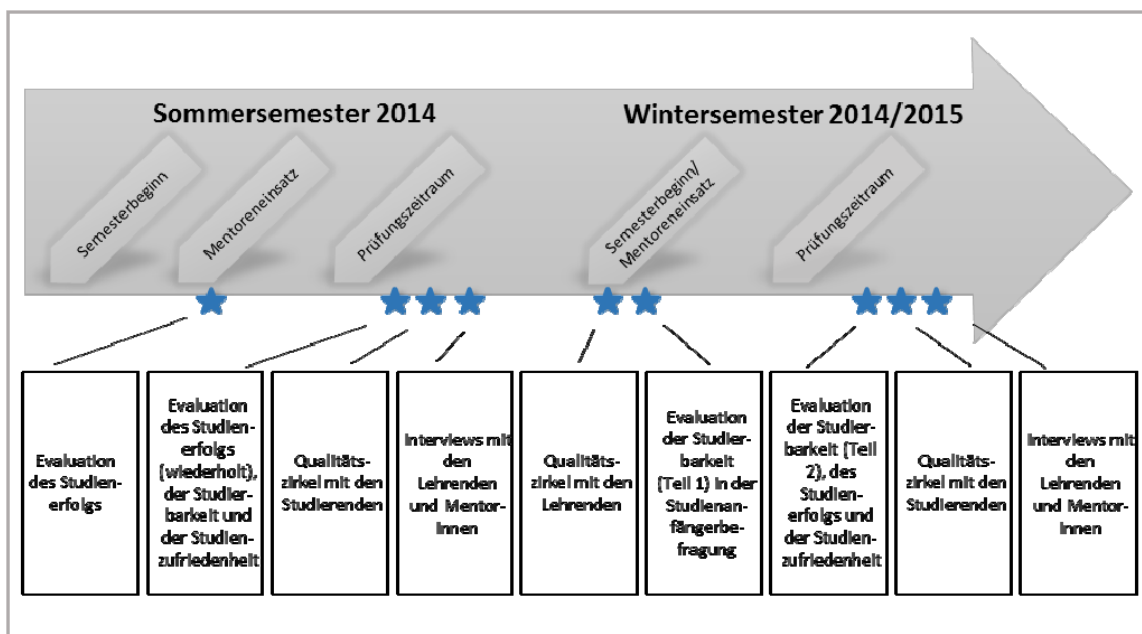 Sommersemester 2014
Wintersemester 2014/2015
Semesterbeginn
Mentoreneinsatz
Prüfungszeitraum
Semesterbeginn/
Mentoreneinsatz
Prüfungszeitraum
Evaluation
des Studien-
erfolgs
Evaluation
des Studien-
erfolgs
(wiederholt),
der Studier-
barkeit und
der Studien-
zufriedenheit
Qualitäts-
zirkel mit den
Studierenden
Interviews mit
den
Lehrenden
und Mentor-
Innen
Qualitäts-
zirkel mit den
Lehrenden
Evaluation
der Studier-
barkeit
(Teil 1) in der
Studienan-
fängerbe-
fragung
Evaluation
der Studier-
barkeit (Teil
2), des
Studien-
erfolgs und
der Studien-
zufriedenheit
Qualitäts-
zirkel mit den
Studierenden
Interviews mit
den
Lehrenden
und Mentor-
Innen